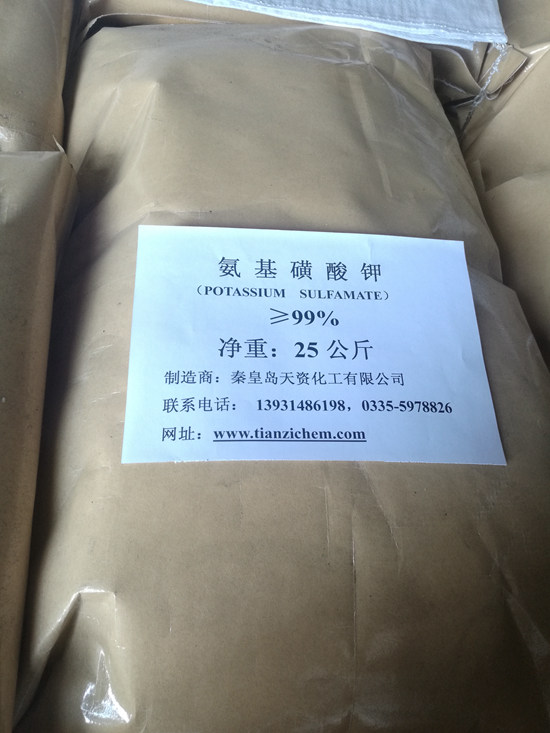 氨基磺酸钾
（POTASSIUM SULFAMATE）
≥99%
净重：25 公斤
制造商：秦皇岛天资化工有限公司
联系电话： 13931486198，0335-5978826
网址：www.tianzichem.com